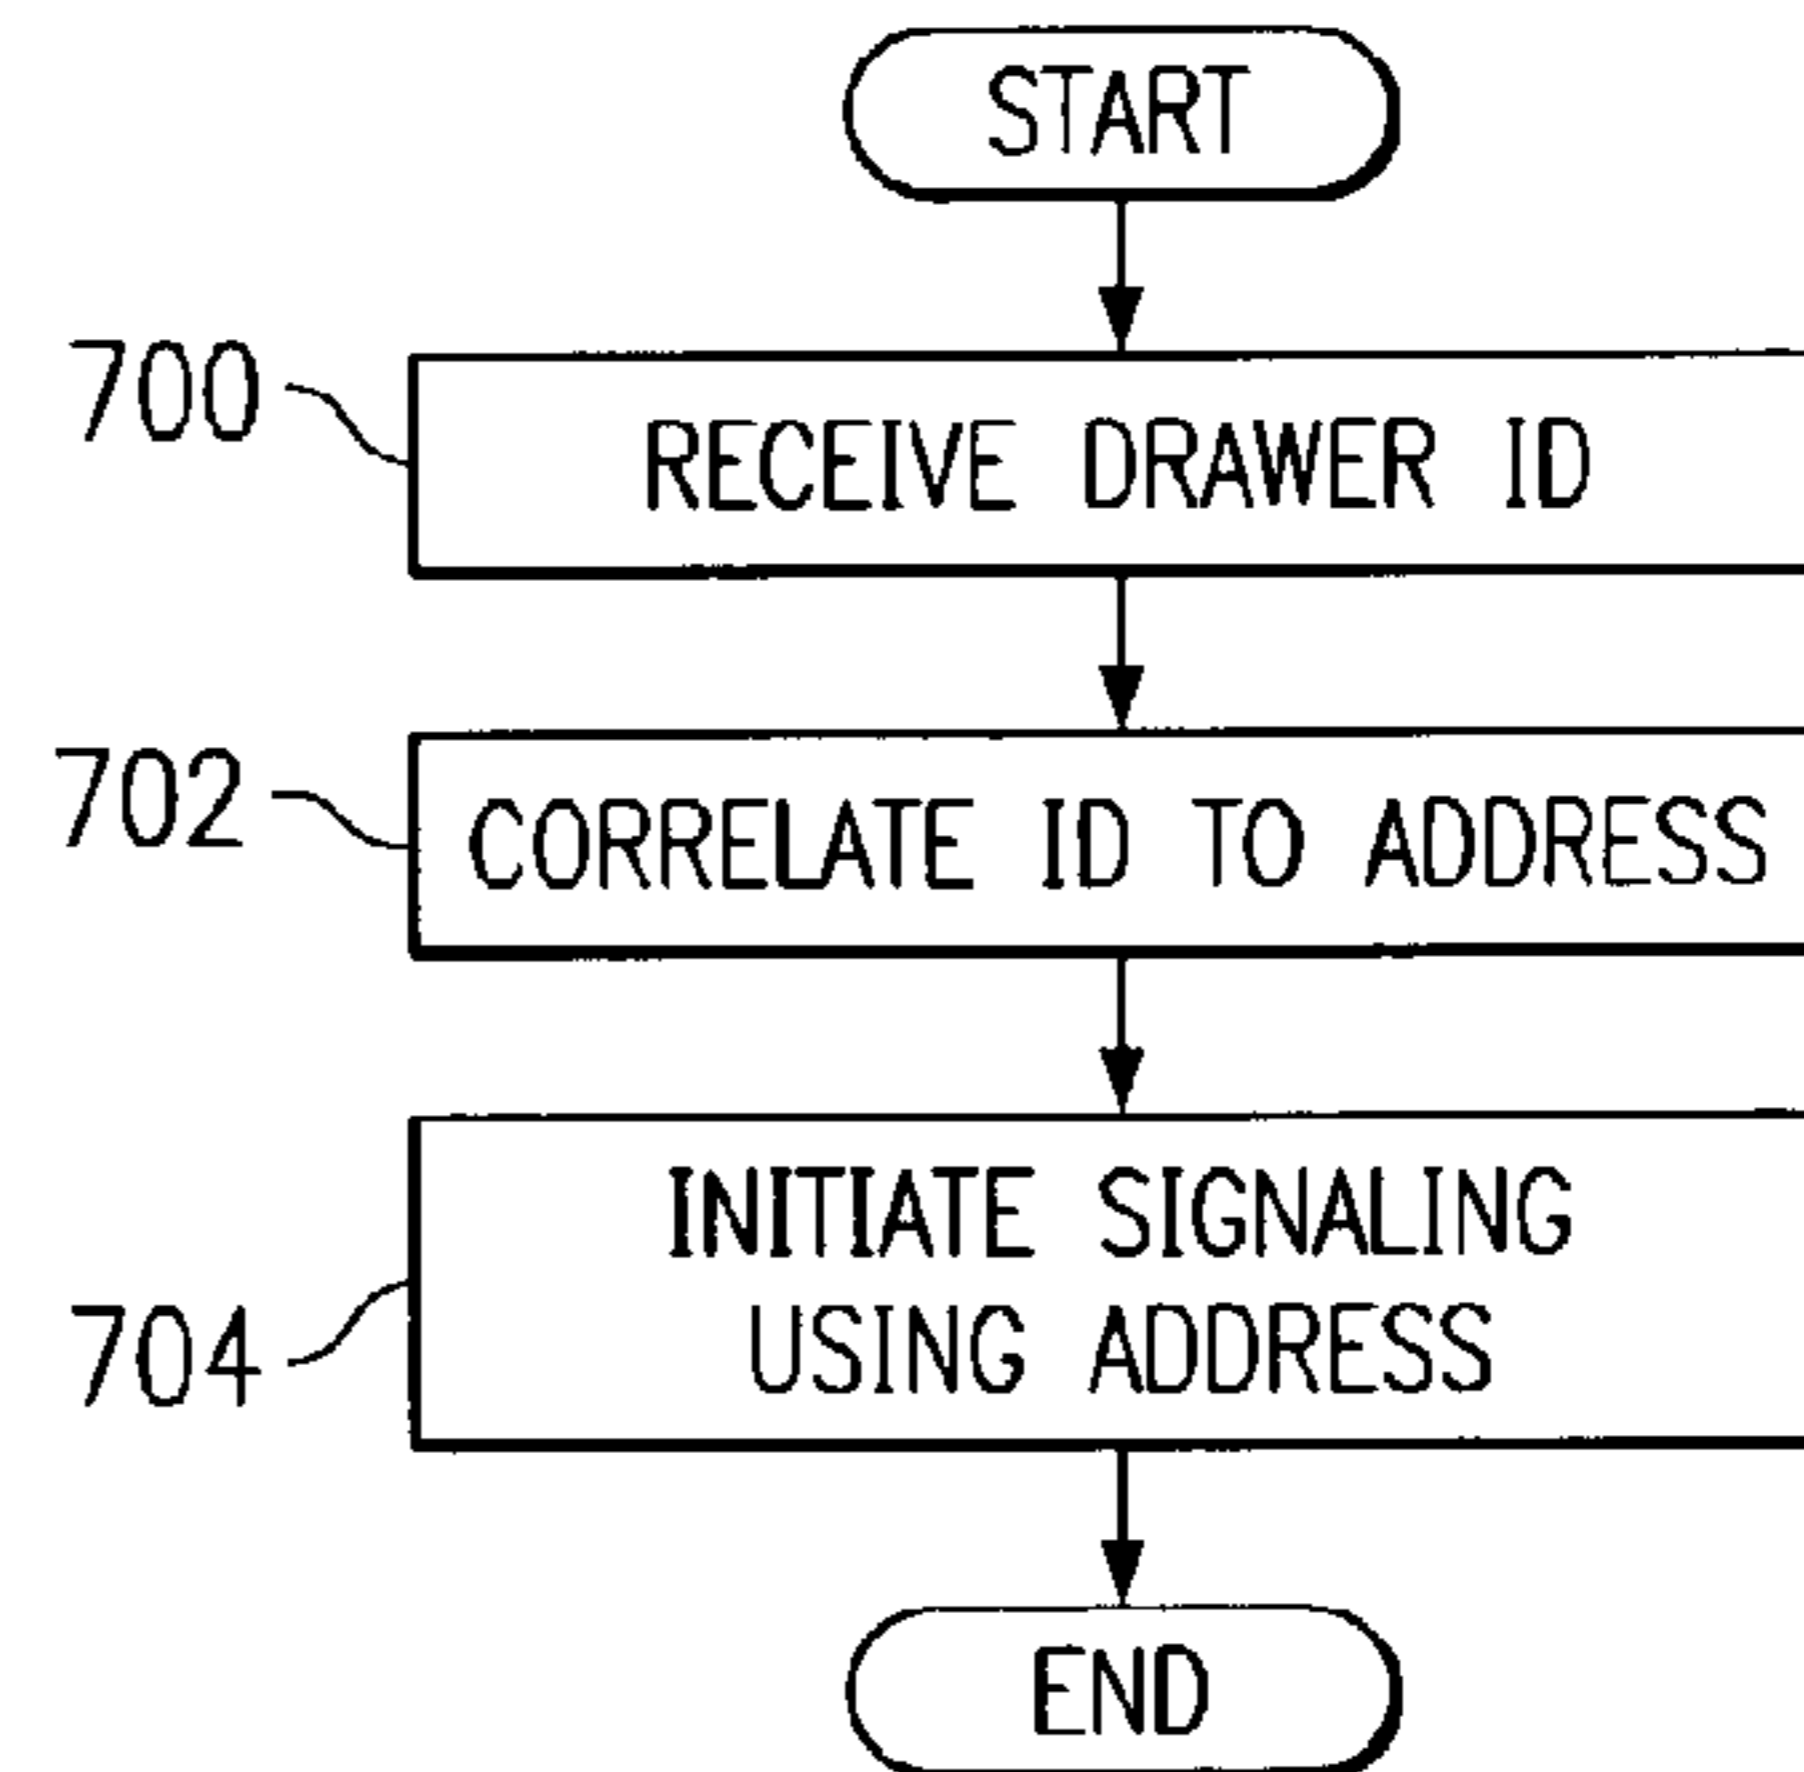 START
700
RECEIVE DRAWER ID
702
CORRELATE ID TO ADDRESS
INITIATE SIGNALING
USING ADDRESS
704
END